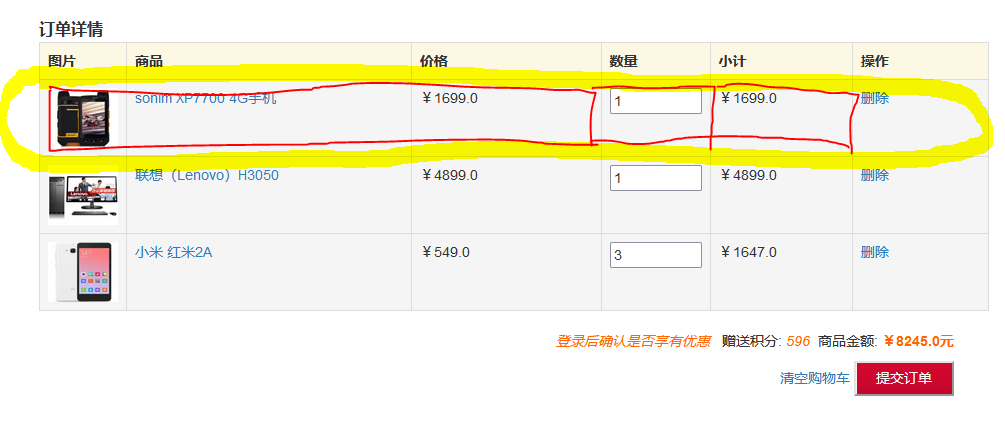 订单详情
图片 商品 价格 数量 小计 操作
sonim XP7700 4G手机 ￥1699.0 1 ￥1699.0 删除
联想（Lenovo）H3050 ￥4899.0 1 ￥4899.0 删除
小米 红米2A ￥549.0 3 ￥1647.0 删除
登录后确认是否享有优惠 赠送积分: 596 商品金额: ￥8245.0元
清空购物车 提交订单